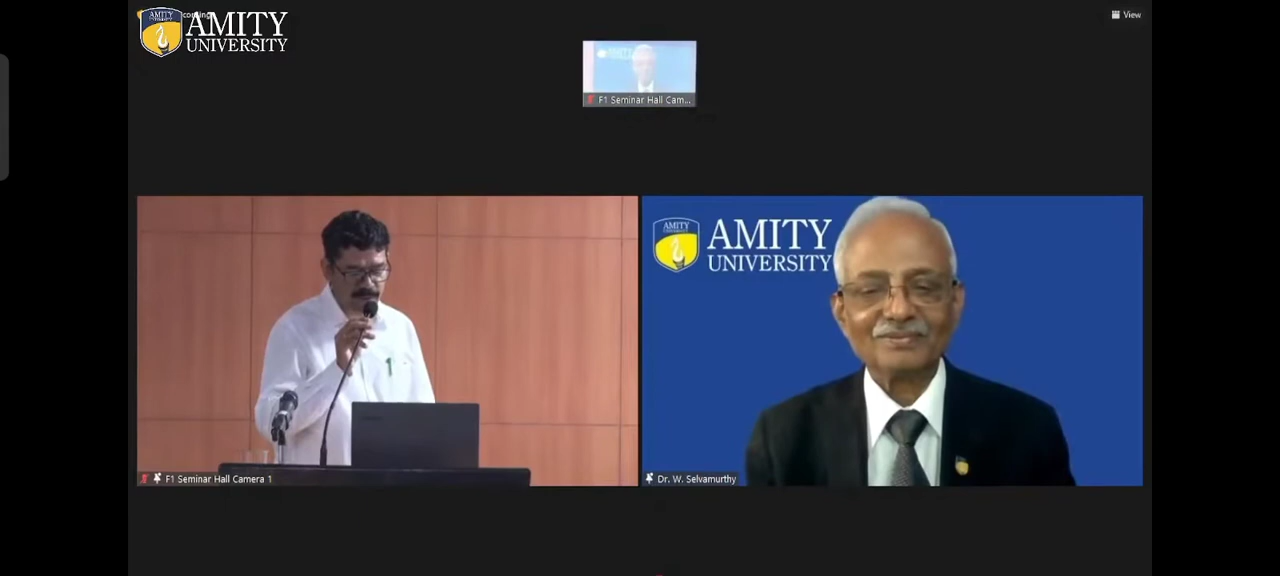 AMITY
UNIVERSITY
View
F1 Seminar Hall Cam...
AMITY
UNIVERSITY
F1 Seminar Hall Camera 1
Dr. W. Selvamurthy